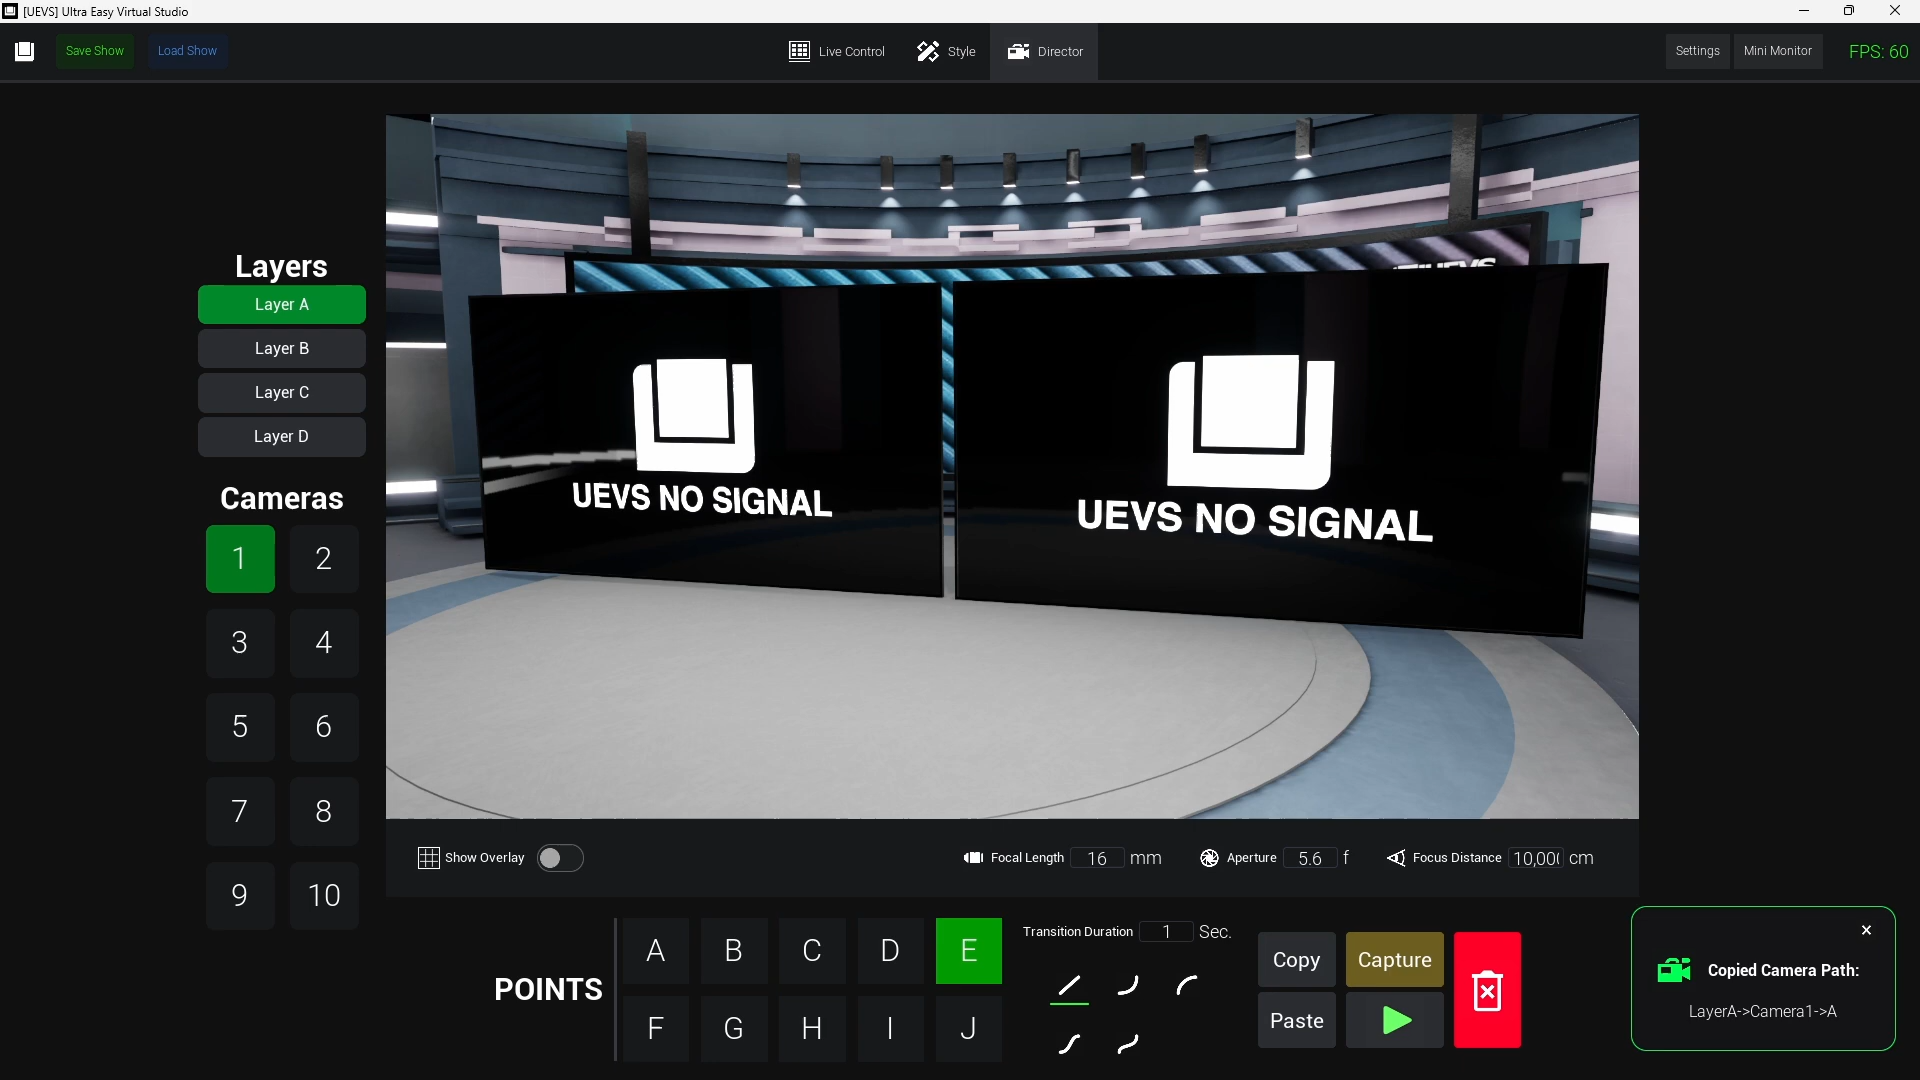 [UEVS] Ultra Easy Virtual Studio
Save Show
Load Show
Live Control
Style
Director
Settings
Mini Monitor
FPS: 60
Layers
Layer A
Layer B
Layer C
Layer D
Cameras
1
2
3
4
5
6
7
8
9
10
UEVS NO SIGNAL
UEVS NO SIGNAL
Show Overlay
Focal Length
16
mm
Aperture
5.6
f
Focus Distance
cm
POINTS
A
B
C
D
E
F
G
H
I
J
Transition Duration
1
Sec.
Copy
Capture
Paste
Copied Camera Path:
LayerA->Camera1->A